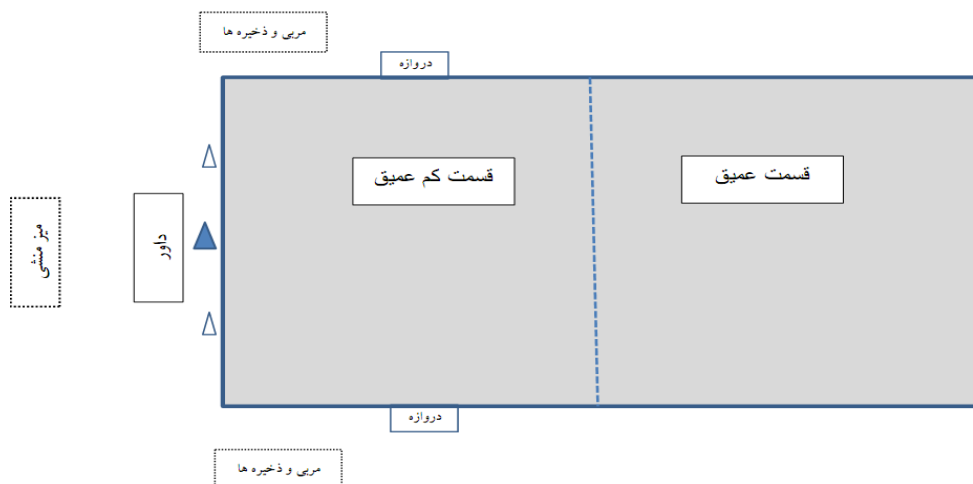 مربی و ذخیره ها
دروازه
قسمت عمیق
قسمت کم عمیق
داور
میز منشی
دروازه
مربی و ذخیره ها